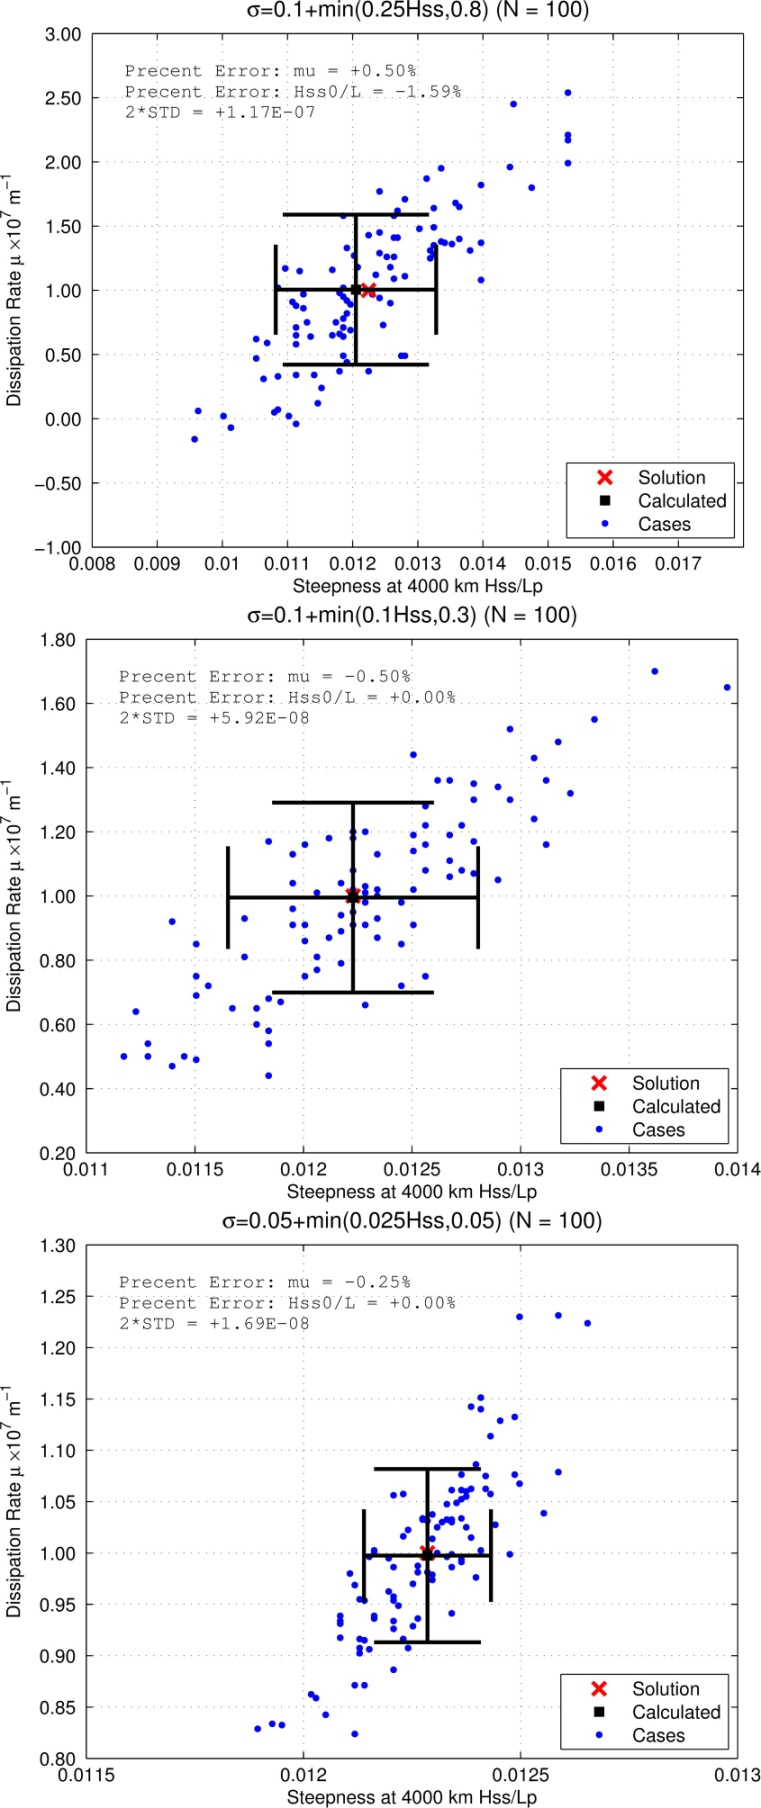 σ=0.1+min(0.25Hss,0.8) (N = 100)
3.00
2.50
2.00
1.50
1.00
0.50
0.00
−0.50
−1.00
Dissipation Rate μ ×10⁷ m⁻¹
Precent Error: mu = +0.50%
Precent Error: Hss0/L = −1.59%
2*STD = +1.17E−07
Solution
Calculated
Cases
0.008 0.009 0.01 0.011 0.012 0.013 0.014 0.015 0.016 0.017
Steepness at 4000 km Hss/Lp
σ=0.1+min(0.1Hss,0.3) (N = 100)
1.80
1.60
1.40
1.20
1.00
0.80
0.60
0.40
0.20
Dissipation Rate μ ×10⁷ m⁻¹
Precent Error: mu = −0.50%
Precent Error: Hss0/L = +0.00%
2*STD = +5.92E−08
Solution
Calculated
Cases
0.011 0.0115 0.012 0.0125 0.013 0.0135 0.014
Steepness at 4000 km Hss/Lp
σ=0.05+min(0.025Hss,0.05) (N = 100)
1.30
1.25
1.20
1.15
1.10
1.05
1.00
0.95
0.90
0.85
0.80
Dissipation Rate μ ×10⁷ m⁻¹
Precent Error: mu = −0.25%
Precent Error: Hss0/L = +0.00%
2*STD = +1.69E−08
Solution
Calculated
Cases
0.0115 0.012 0.0125 0.013
Steepness at 4000 km Hss/Lp